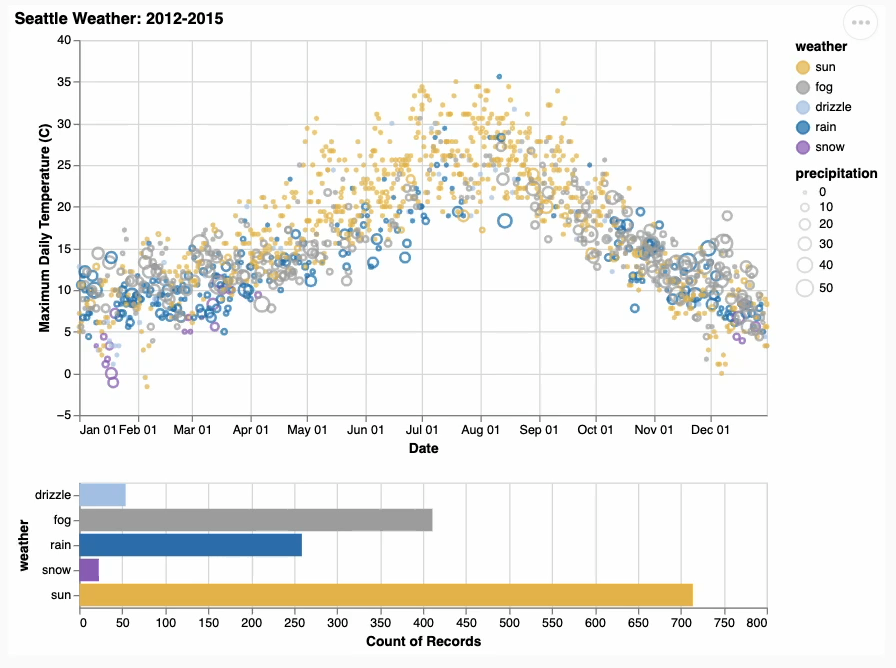 Seattle Weather: 2012-2015
40
35
30
25
20
15
10
5
0
−5
Maximum Daily Temperature (C)
Jan 01 Feb 01 Mar 01 Apr 01 May 01 Jun 01 Jul 01 Aug 01 Sep 01 Oct 01 Nov 01 Dec 01
Date
weather
sun
fog
drizzle
rain
snow
precipitation
0
10
20
30
40
50
weather
drizzle
fog
rain
snow
sun
0 50 100 150 200 250 300 350 400 450 500 550 600 650 700 750 800
Count of Records